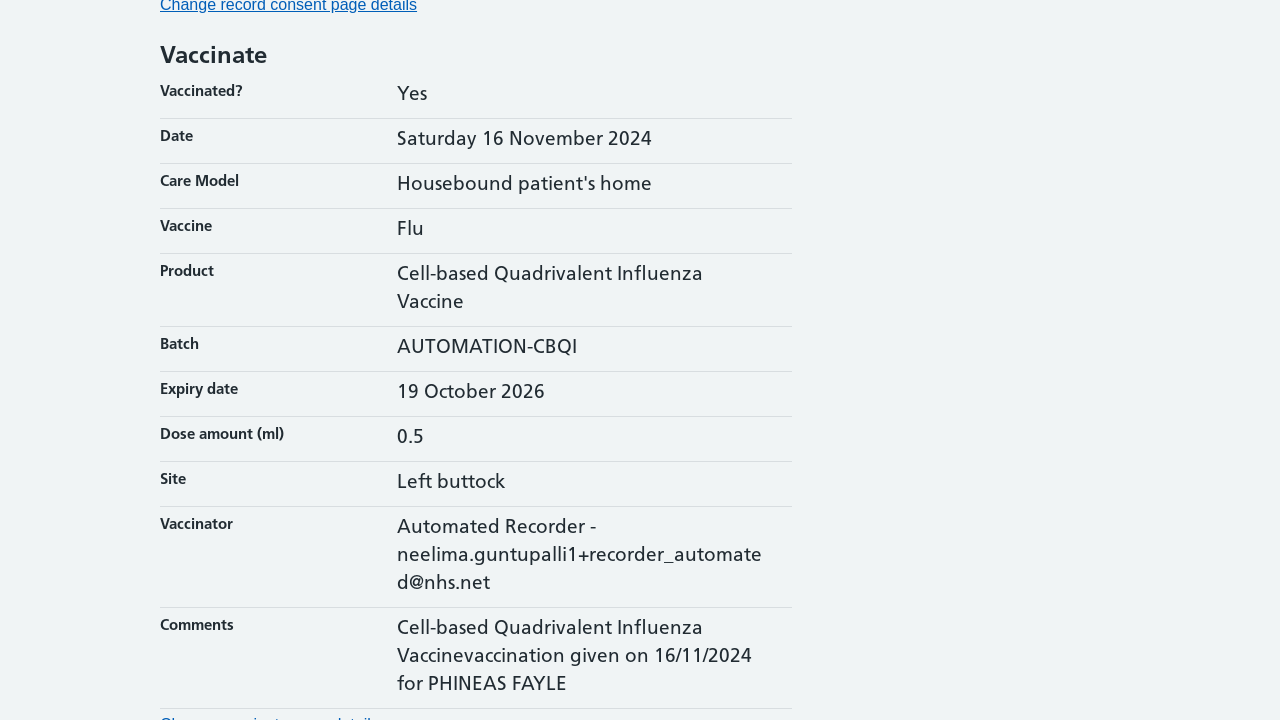 Change record consent page details
Vaccinate
Vaccinated?
Yes
Date
Saturday 16 November 2024
Care Model
Housebound patient's home
Vaccine
Flu
Product
Cell-based Quadrivalent Influenza
Vaccine
Batch
AUTOMATION-CBQI
Expiry date
19 October 2026
Dose amount (ml)
0.5
Site
Left buttock
Vaccinator
Automated Recorder -
neelima.guntupalli1+recorder_automate
d@nhs.net
Comments
Cell-based Quadrivalent Influenza
Vaccinevaccination given on 16/11/2024
for PHINEAS FAYLE